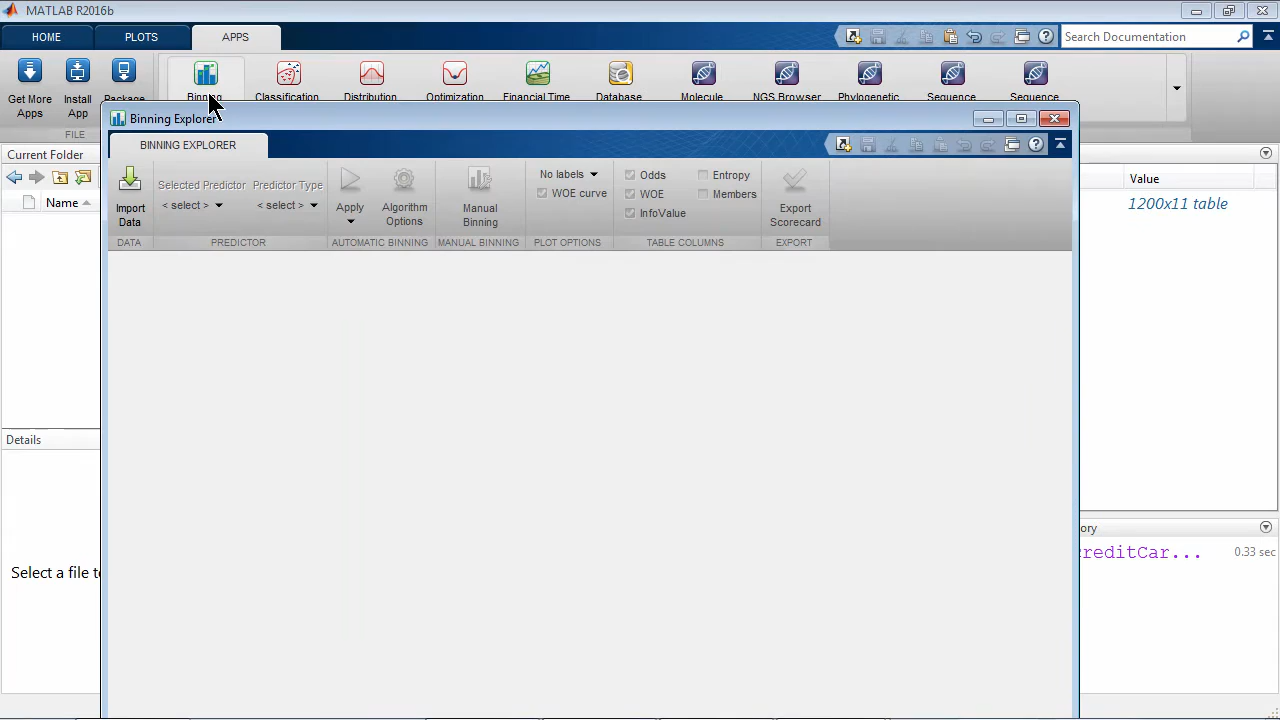 MATLAB R2016b
HOME
PLOTS
APPS
Search Documentation
Get More
Apps
Install
App
Package
Binning
Classification
Distribution
Optimization
Financial Time
Database
Molecule
NGS Browser
Phylogenetic
Sequence
Sequence
FILE
Current Folder
Name
Details
Select a file to
Value
1200x11 table
ory
reditCar...
0.33 sec
Binning Explorer
BINNING EXPLORER
Import
Data
Selected Predictor
< select >
Predictor Type
< select >
Apply
Algorithm
Options
Manual
Binning
No labels
WOE curve
Odds
WOE
InfoValue
Entropy
Members
Export
Scorecard
DATA
PREDICTOR
AUTOMATIC BINNING
MANUAL BINNING
PLOT OPTIONS
TABLE COLUMNS
EXPORT